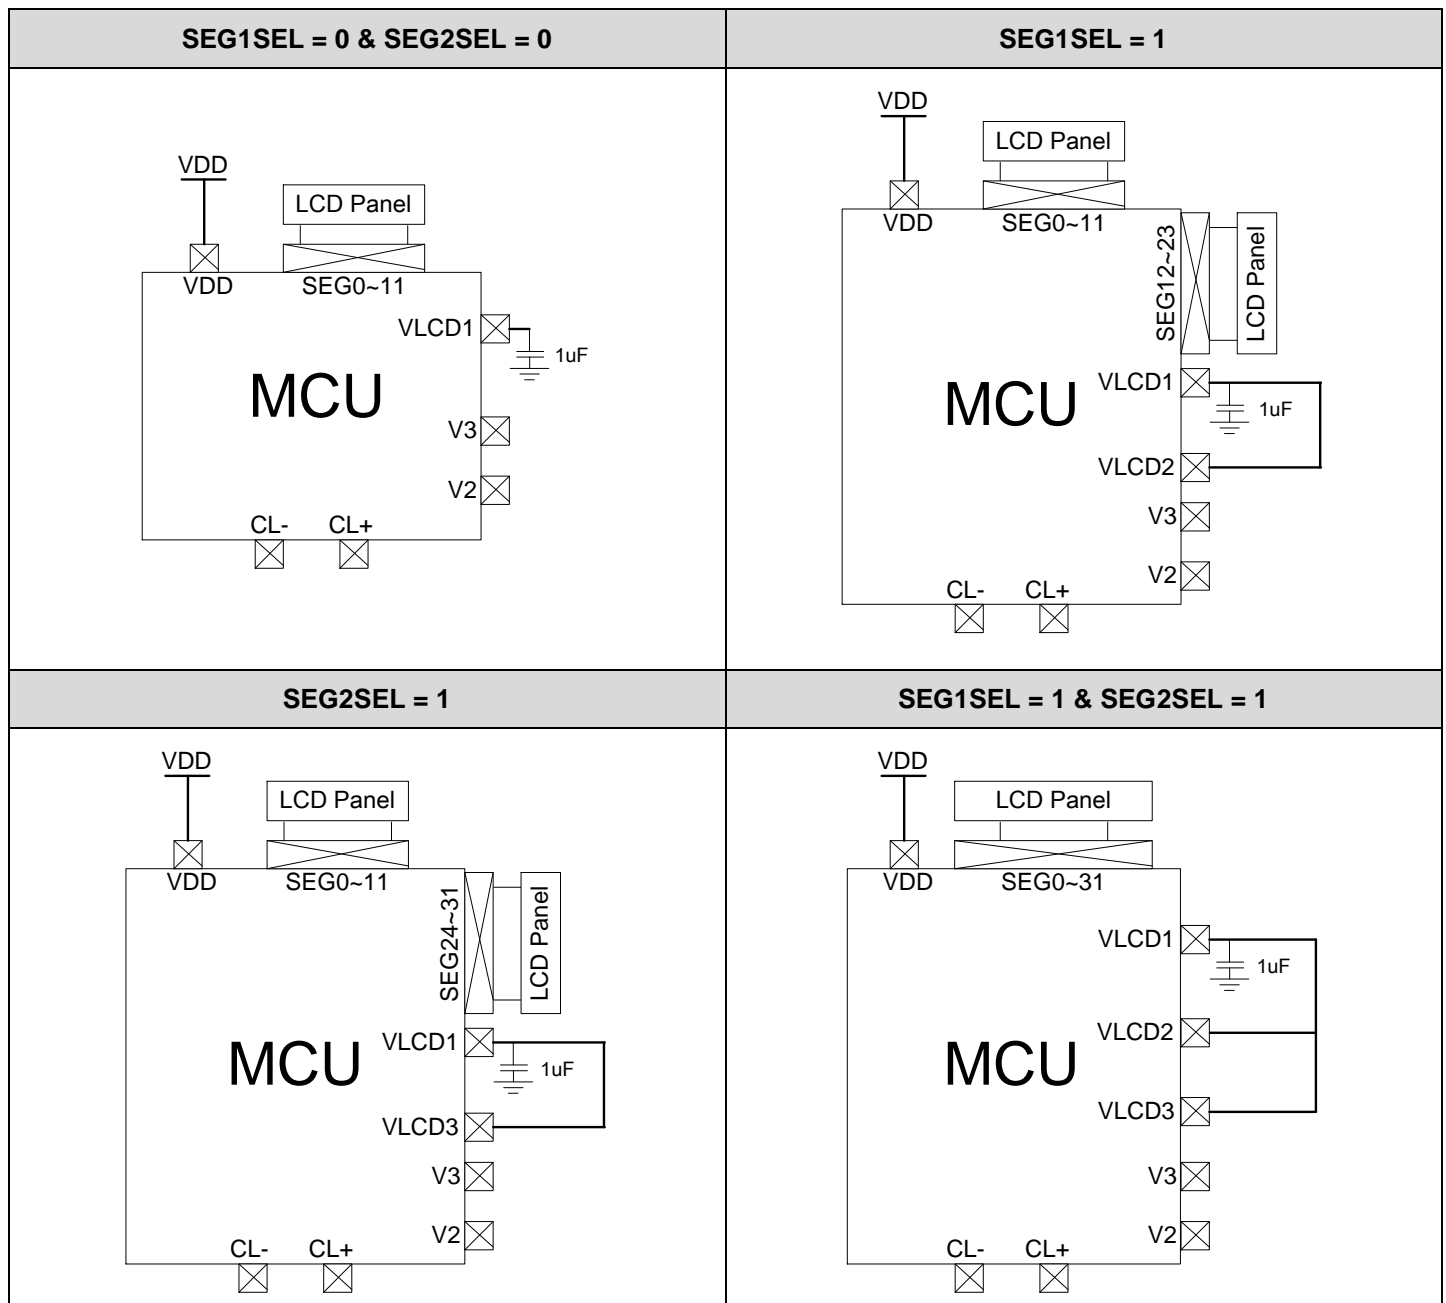 SEG1SEL = 0 & SEG2SEL = 0
VDD
LCD Panel
VDD
SEG0~11
VLCD1
1uF
MCU
V3
V2
CL-
CL+
SEG1SEL = 1
VDD
LCD Panel
VDD
SEG0~11
SEG12~23
LCD Panel
VLCD1
1uF
MCU
VLCD2
V3
V2
CL-
CL+
SEG2SEL = 1
VDD
LCD Panel
VDD
SEG0~11
SEG24~31
LCD Panel
VLCD1
1uF
MCU
VLCD3
V3
V2
CL-
CL+
SEG1SEL = 1 & SEG2SEL = 1
VDD
LCD Panel
VDD
SEG0~31
VLCD1
1uF
VLCD2
MCU
VLCD3
V3
V2
CL-
CL+